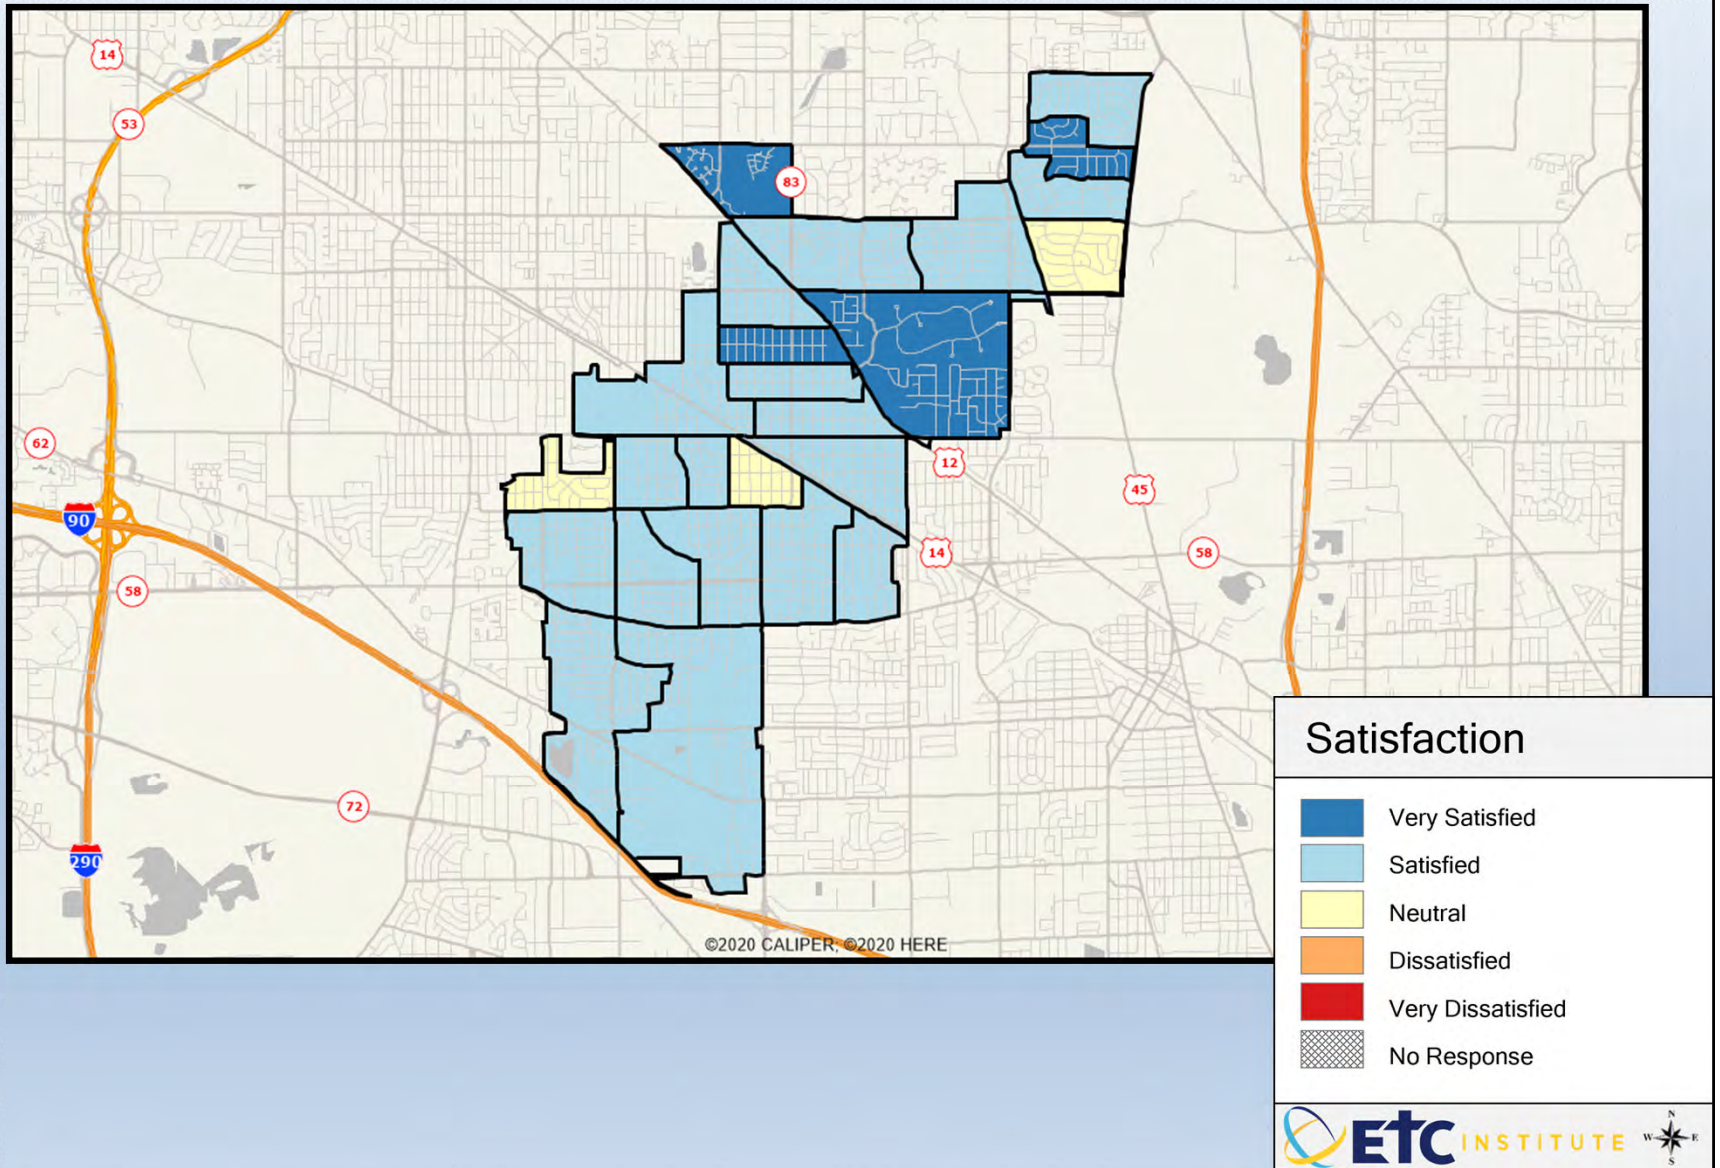 14
53
83
62
12
45
90
14
58
58
72
290
©2020 CALIPER; ©2020 HERE
Satisfaction
Very Satisfied
Satisfied
Neutral
Dissatisfied
Very Dissatisfied
No Response
ETC INSTITUTE
N
W E
S